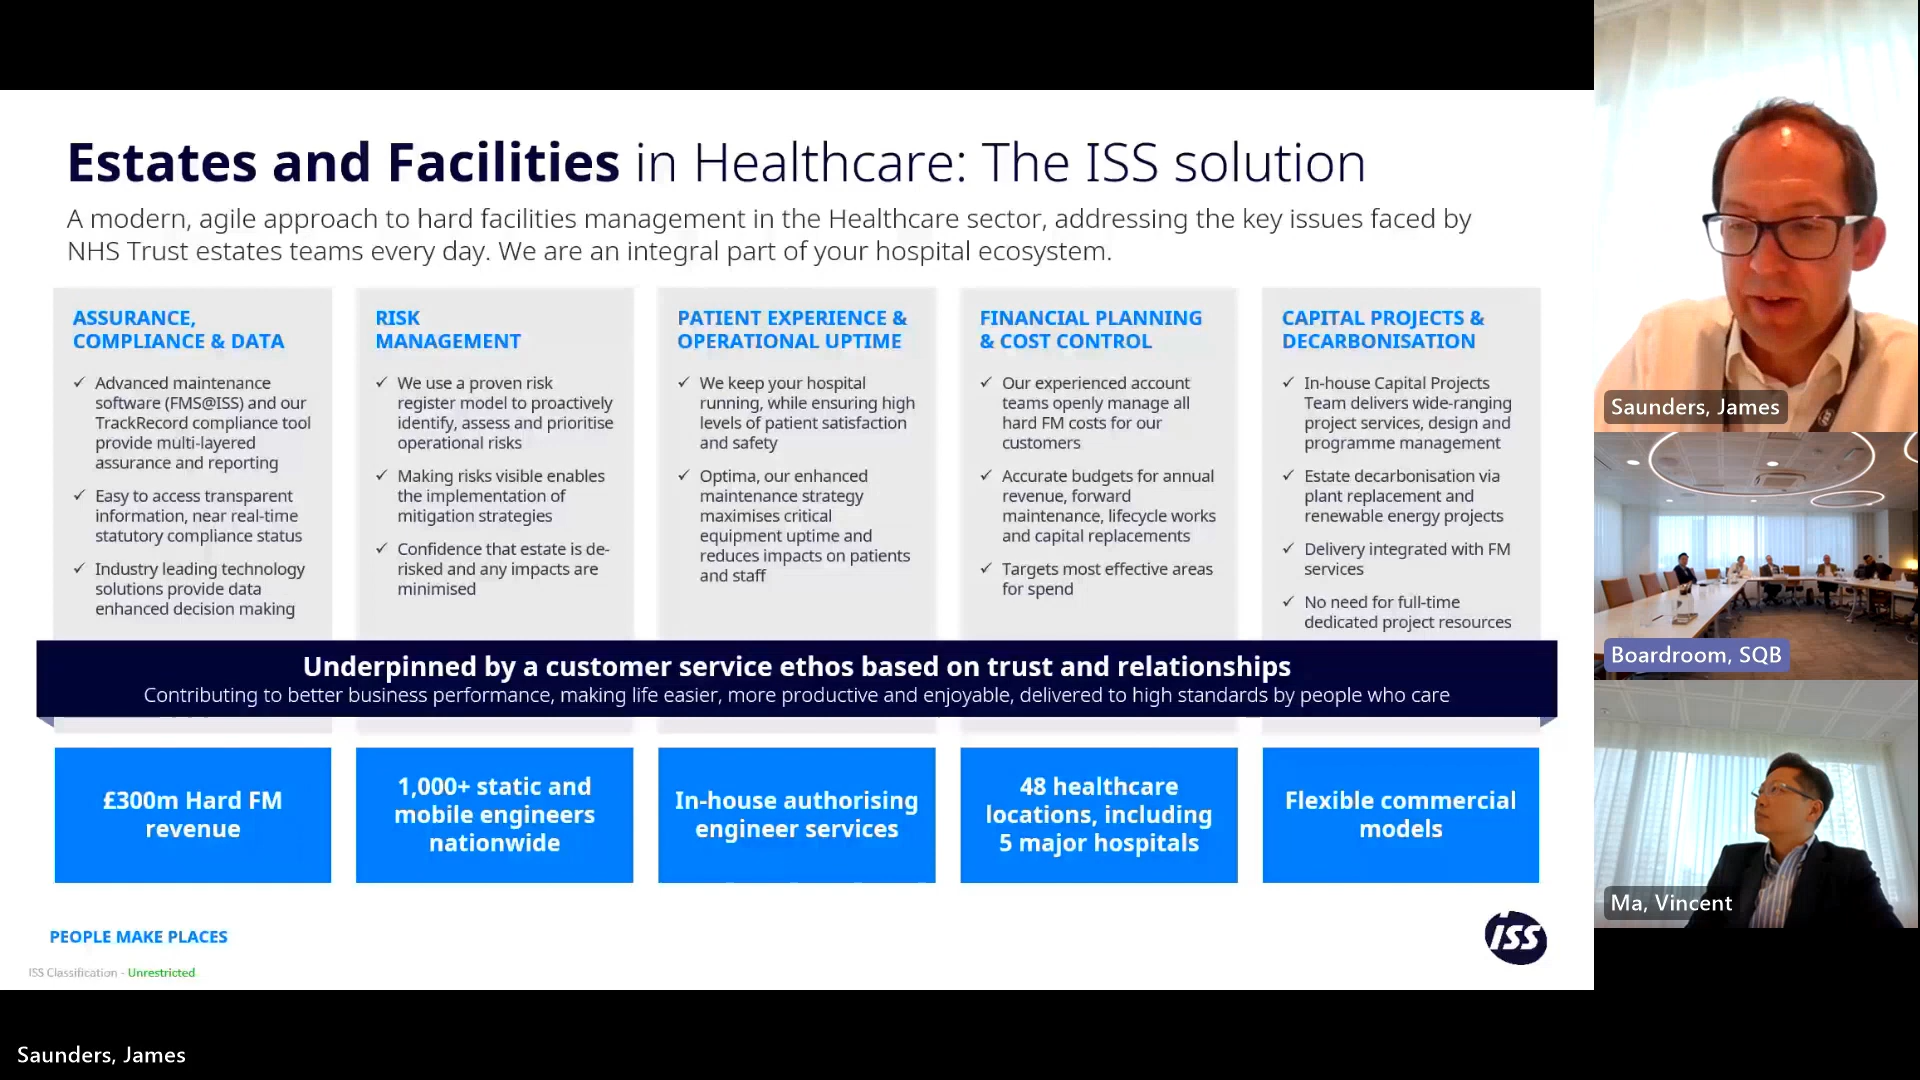 Estates and Facilities in Healthcare: The ISS solution
A modern, agile approach to hard facilities management in the Healthcare sector, addressing the key issues faced by
NHS Trust estates teams every day. We are an integral part of your hospital ecosystem.
ASSURANCE,
COMPLIANCE & DATA
✓ Advanced maintenance
software (FMS@ISS) and our
TrackRecord compliance tool
provide multi-layered
assurance and reporting
✓ Easy to access transparent
information, near real-time
statutory compliance status
✓ Industry leading technology
solutions provide data
enhanced decision making
RISK
MANAGEMENT
✓ We use a proven risk
register model to proactively
identify, assess and prioritise
operational risks
✓ Making risks visible enables
the implementation of
mitigation strategies
✓ Confidence that estate is de-
risked and any impacts are
minimised
PATIENT EXPERIENCE &
OPERATIONAL UPTIME
✓ We keep your hospital
running, while ensuring high
levels of patient satisfaction
and safety
✓ Optima, our enhanced
maintenance strategy
maximises critical
equipment uptime and
reduces impacts on patients
and staff
FINANCIAL PLANNING
& COST CONTROL
✓ Our experienced account
teams openly manage all
hard FM costs for our
customers
✓ Accurate budgets for annual
revenue, forward
maintenance, lifecycle works
and capital replacements
✓ Targets most effective areas
for spend
CAPITAL PROJECTS &
DECARBONISATION
✓ In-house Capital Projects
Team delivers wide-ranging
project services, design and
programme management
✓ Estate decarbonisation via
plant replacement and
renewable energy projects
✓ Delivery integrated with FM
services
✓ No need for full-time
dedicated project resources
Underpinned by a customer service ethos based on trust and relationships
Contributing to better business performance, making life easier, more productive and enjoyable, delivered to high standards by people who care
£300m Hard FM
revenue
1,000+ static and
mobile engineers
nationwide
In-house authorising
engineer services
48 healthcare
locations, including
5 major hospitals
Flexible commercial
models
PEOPLE MAKE PLACES
ISS
ISS Classification - Unrestricted
Saunders, James
Boardroom, SQB
Ma, Vincent
Saunders, James